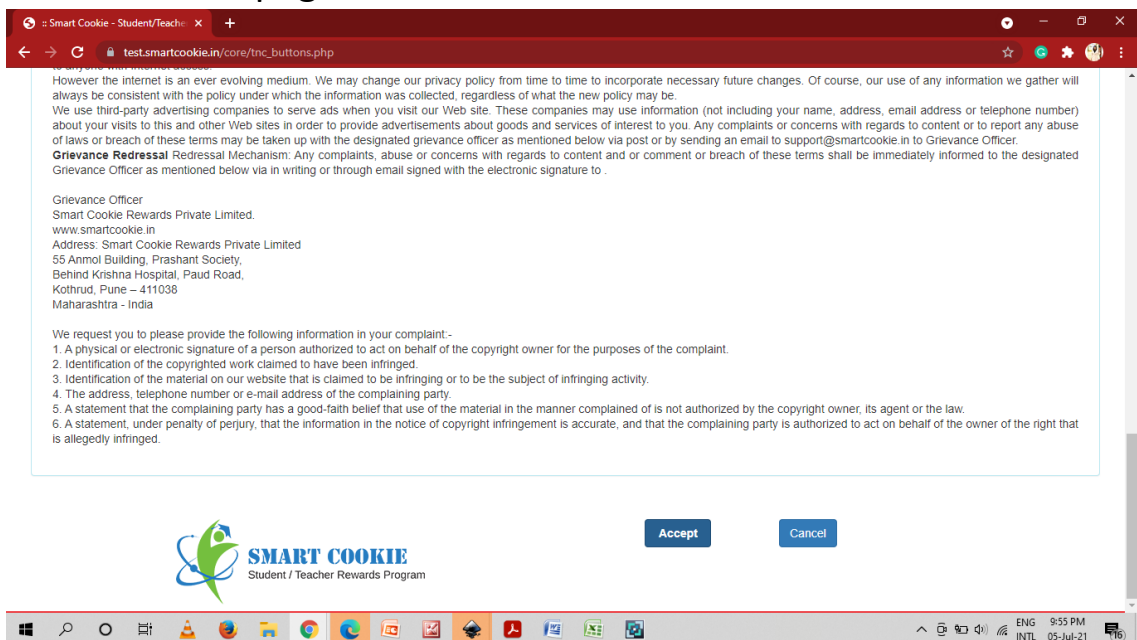 :: Smart Cookie - Student/Teache
test.smartcookie.in/core/tnc_buttons.php
to anyone with internet access.
However the internet is an ever evolving medium. We may change our privacy policy from time to time to incorporate necessary future changes. Of course, our use of any information we gather will
always be consistent with the policy under which the information was collected, regardless of what the new policy may be.
We use third-party advertising companies to serve ads when you visit our Web site. These companies may use information (not including your name, address, email address or telephone number)
about your visits to this and other Web sites in order to provide advertisements about goods and services of interest to you. Any complaints or concerns with regards to content or to report any abuse
of laws or breach of these terms may be taken up with the designated grievance officer as mentioned below via post or by sending an email to support@smartcookie.in to Grievance Officer.
Grievance Redressal Redressal Mechanism: Any complaints, abuse or concerns with regards to content and or comment or breach of these terms shall be immediately informed to the designated
Grievance Officer as mentioned below via in writing or through email signed with the electronic signature to .
Grievance Officer
Smart Cookie Rewards Private Limited.
www.smartcookie.in
Address: Smart Cookie Rewards Private Limited
55 Anmol Building, Prashant Society,
Behind Krishna Hospital, Paud Road,
Kothrud, Pune – 411038
Maharashtra - India
We request you to please provide the following information in your complaint:-
1. A physical or electronic signature of a person authorized to act on behalf of the copyright owner for the purposes of the complaint.
2. Identification of the copyrighted work claimed to have been infringed.
3. Identification of the material on our website that is claimed to be infringing or to be the subject of infringing activity.
4. The address, telephone number or e-mail address of the complaining party.
5. A statement that the complaining party has a good-faith belief that use of the material in the manner complained of is not authorized by the copyright owner, its agent or the law.
6. A statement, under penalty of perjury, that the information in the notice of copyright infringement is accurate, and that the complaining party is authorized to act on behalf of the owner of the right that
is allegedly infringed.
Accept
Cancel
SMART COOKIE
Student / Teacher Rewards Program
ENG
INTL
9:55 PM
05-Jul-21
16